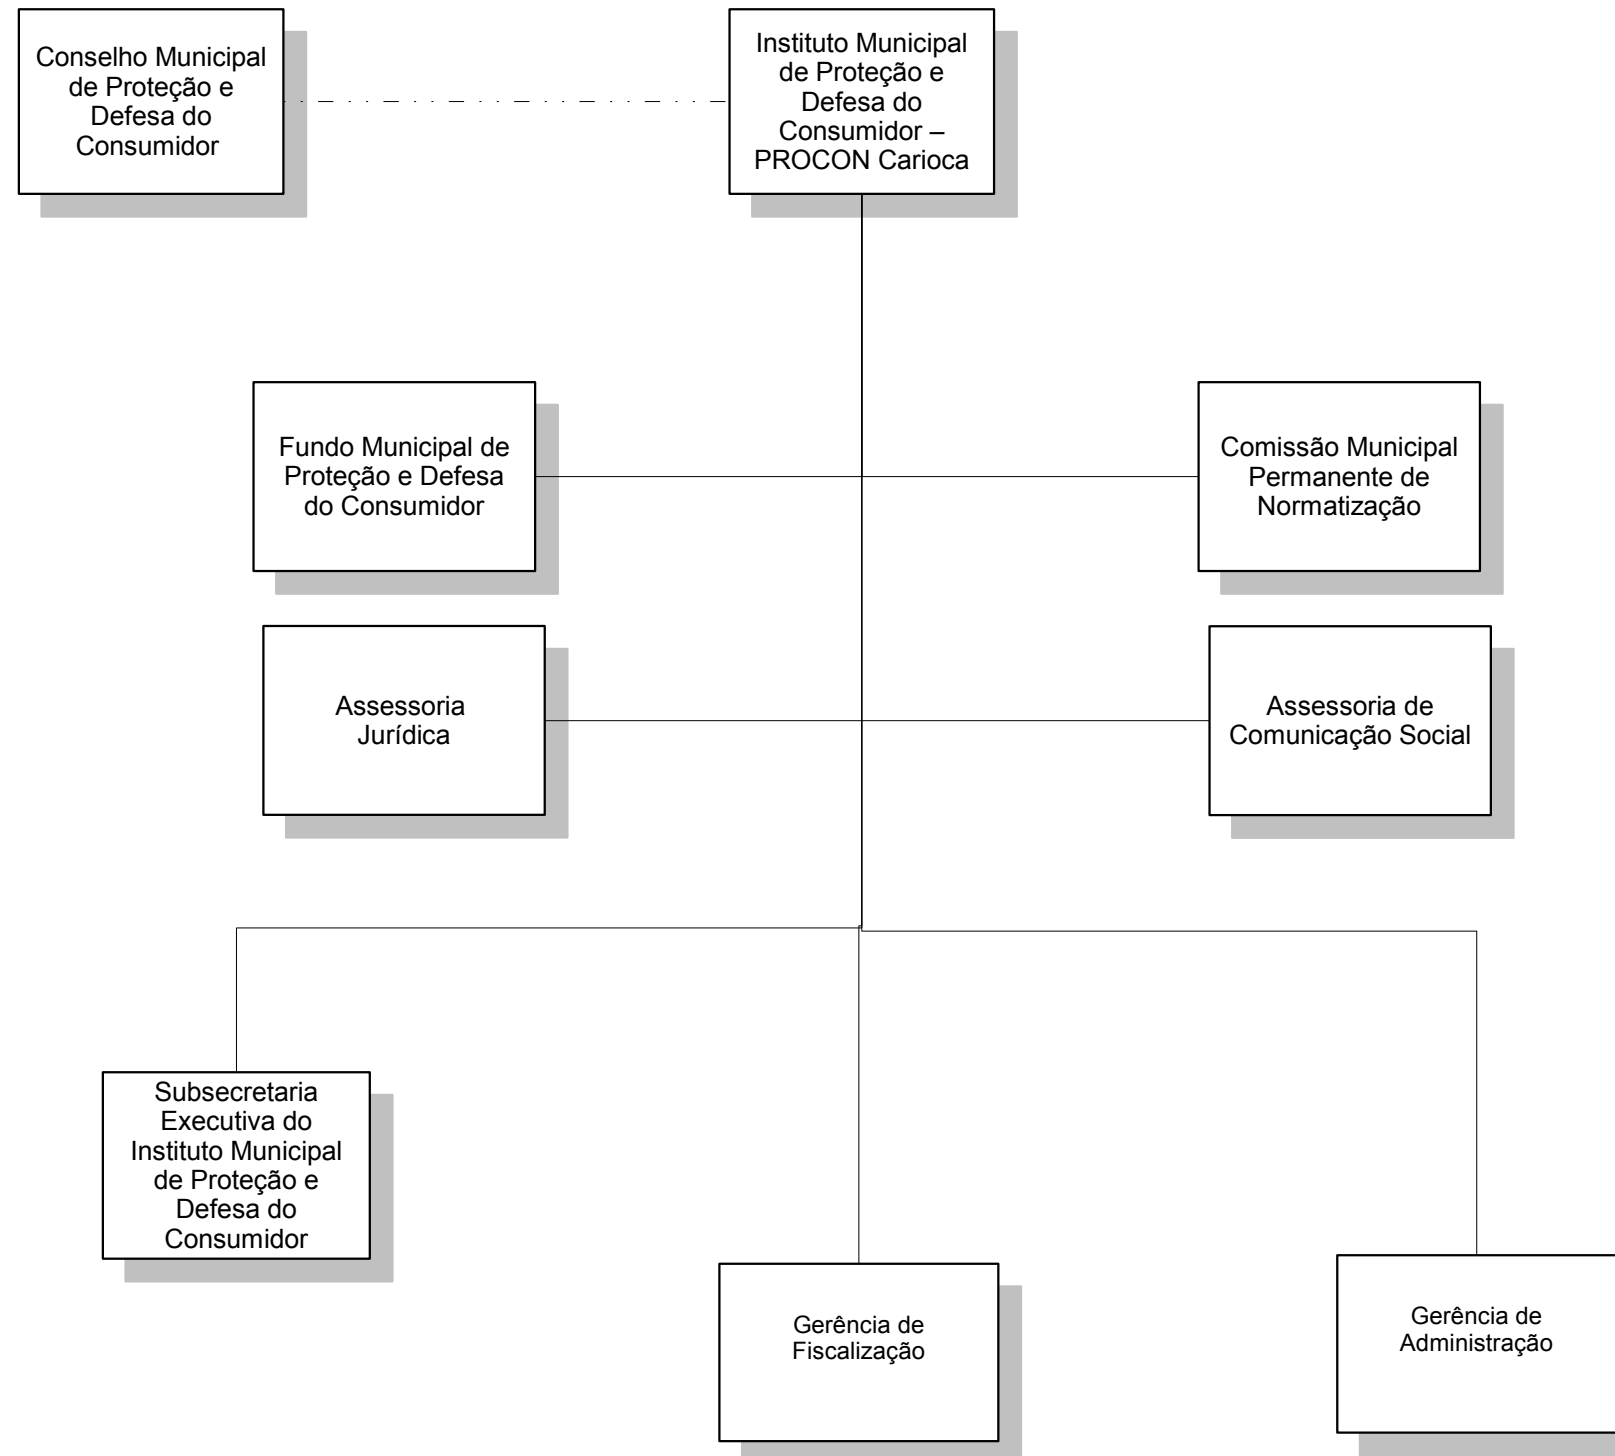 Conselho Municipal
de Proteção e
Defesa do
Consumidor
Instituto Municipal
de Proteção e
Defesa do
Consumidor –
PROCON Carioca
Fundo Municipal de
Proteção e Defesa
do Consumidor
Comissão Municipal
Permanente de
Normatização
Assessoria
Jurídica
Assessoria de
Comunicação Social
Subsecretaria
Executiva do
Instituto Municipal
de Proteção e
Defesa do
Consumidor
Gerência de
Fiscalização
Gerência de
Administração